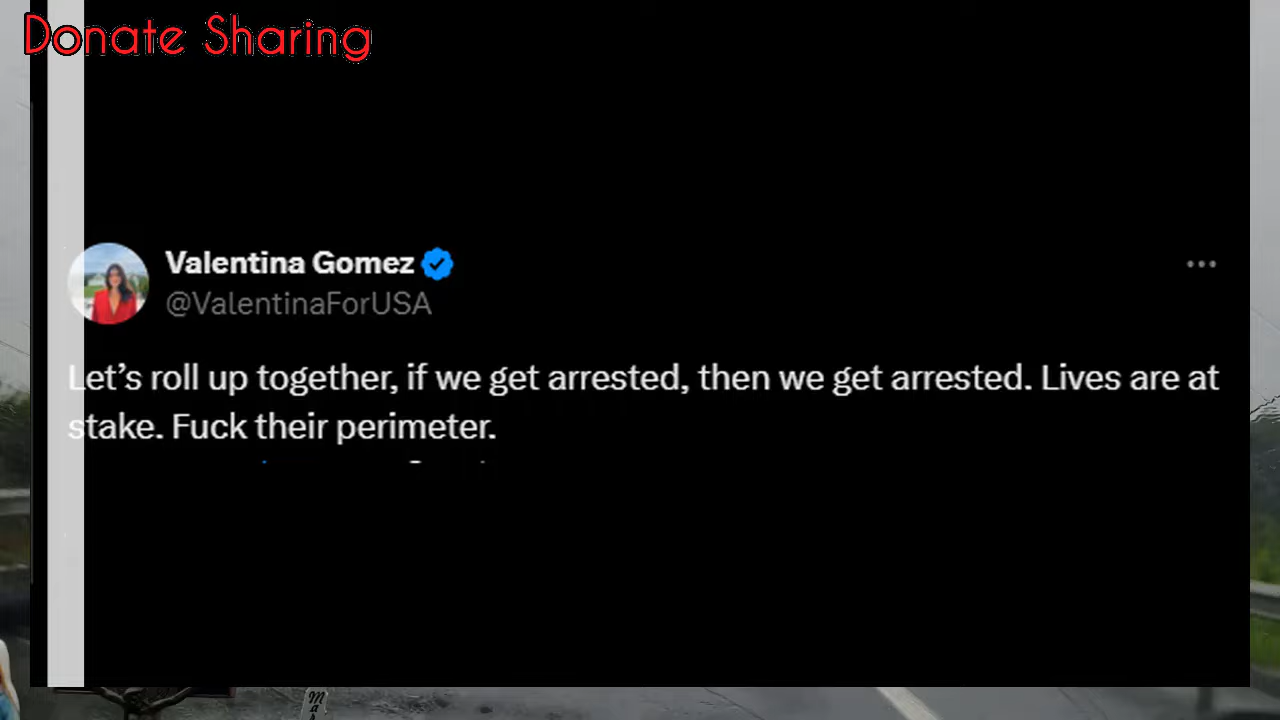 Donate Sharing
Valentina Gomez
@ValentinaForUSA
Let’s roll up together, if we get arrested, then we get arrested. Lives are at
stake. Fuck their perimeter.